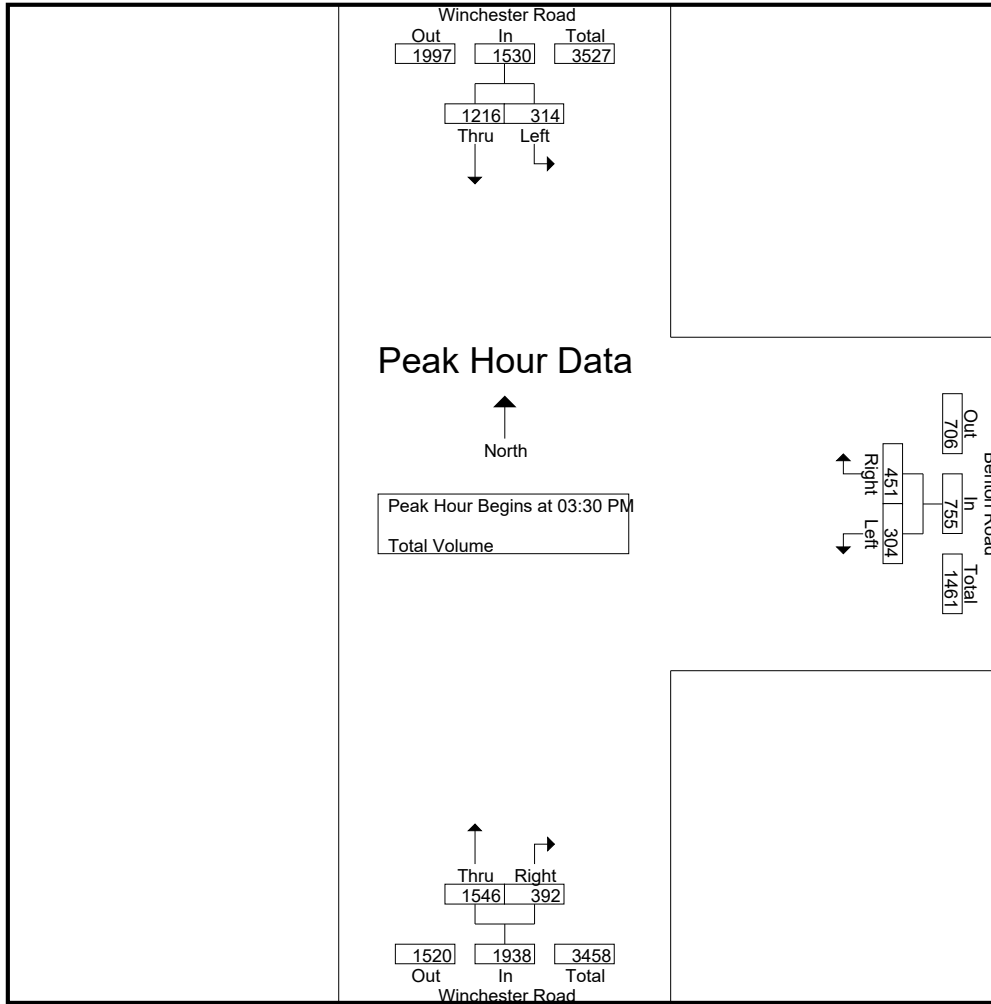 Winchester Road
Out In Total
1997 1530 3527
1216 314
Thru Left
Peak Hour Data
North
Peak Hour Begins at 03:30 PM
Total Volume
Benton Road
Out In Total
706 755 1461
451 304
Right Left
Thru Right
1546 392
1520 1938 3458
Out In Total
Winchester Road